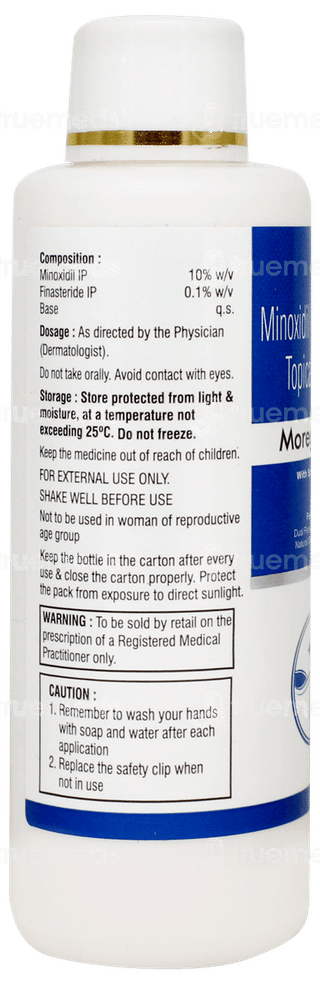 Composition :
Minoxidil IP 10% w/v
Finasteride IP 0.1% w/v
Base q.s.
Dosage : As directed by the Physician
(Dermatologist).
Do not take orally. Avoid contact with eyes.
Storage : Store protected from light &
moisture, at a temperature not
exceeding 25ºC. Do not freeze.
Keep the medicine out of reach of children.
FOR EXTERNAL USE ONLY.
SHAKE WELL BEFORE USE
Not to be used in woman of reproductive
age group
Keep the bottle in the carton after every
use & close the carton properly. Protect
the pack from exposure to direct sunlight.
WARNING : To be sold by retail on the
prescription of a Registered Medical
Practitioner only.
CAUTION :
1. Remember to wash your hands
with soap and water after each
application
2. Replace the safety clip when
not in use
Minoxidil
Topica
More
With S
Dual
Natural
truemeds